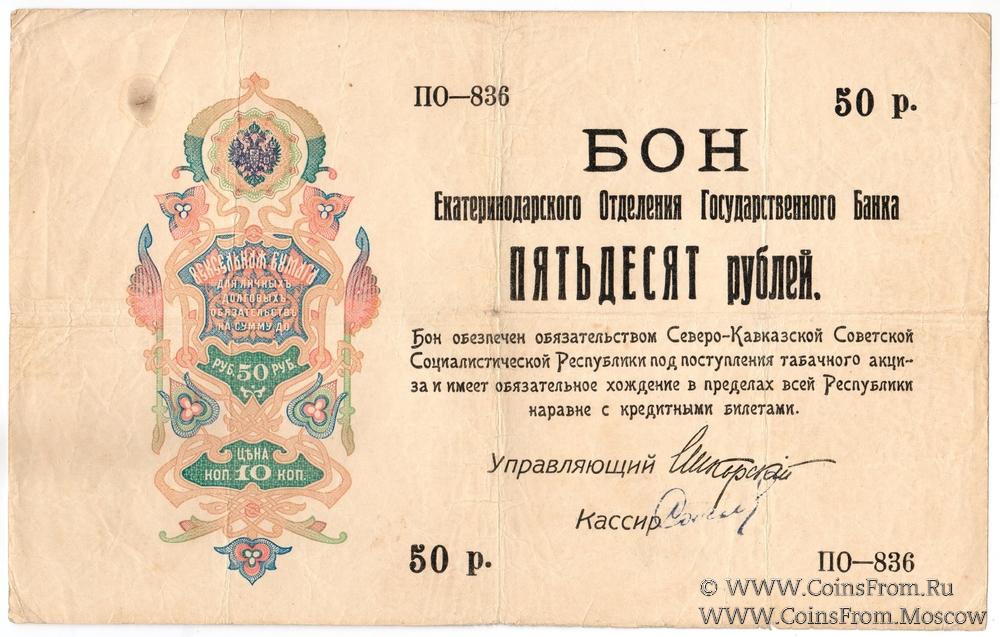 ПО—836
50 р.
БОН
Екатеринодарского Отделения Государственного Банка
ПЯТЬДЕСЯТ рублей.
Бон обезпечен обязательством Северо-Кавказской Советской
Социалистической Республики под поступления табачного акци-
за и имеет обязательное хождение в пределах всей Республики
наравне с кредитными билетами.
Управляющий
Кассир
50 р.
ПО—836
ВЕКСЕЛЬНАЯ БУМАГА
ДЛЯ ЛИЧНЫХЪ
ДОЛГОВЫХЪ
ОБЯЗАТЕЛЬСТВЪ
НА СУММУ ДО
РУБ. 50 РУБ.
ЦѢНА
КОП. 10 КОП.
© WWW.CoinsFrom.Ru
WWW.CoinsFrom.Moscow